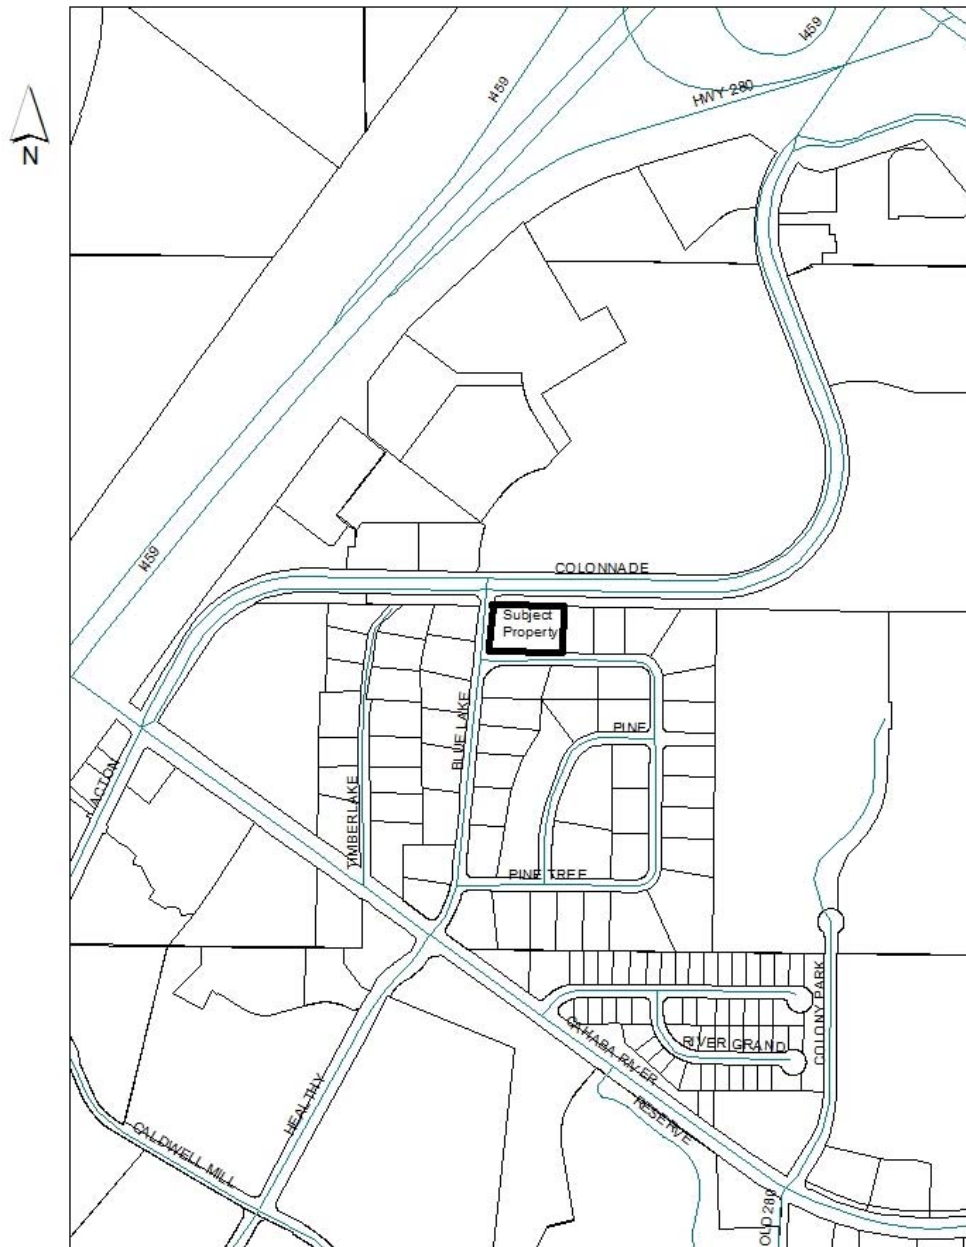 I459
I459
HWY 280
N
I459
COLONNADE
Subject
Property
BLUE LAKE
PINE
ACTON
TIMBERLAKE
PINE TREE
COLONY PARK
CAHABA RIVER
RIVER GRAND
HEALTHY
RESERVE
CALDWELL MILL
OLD 280